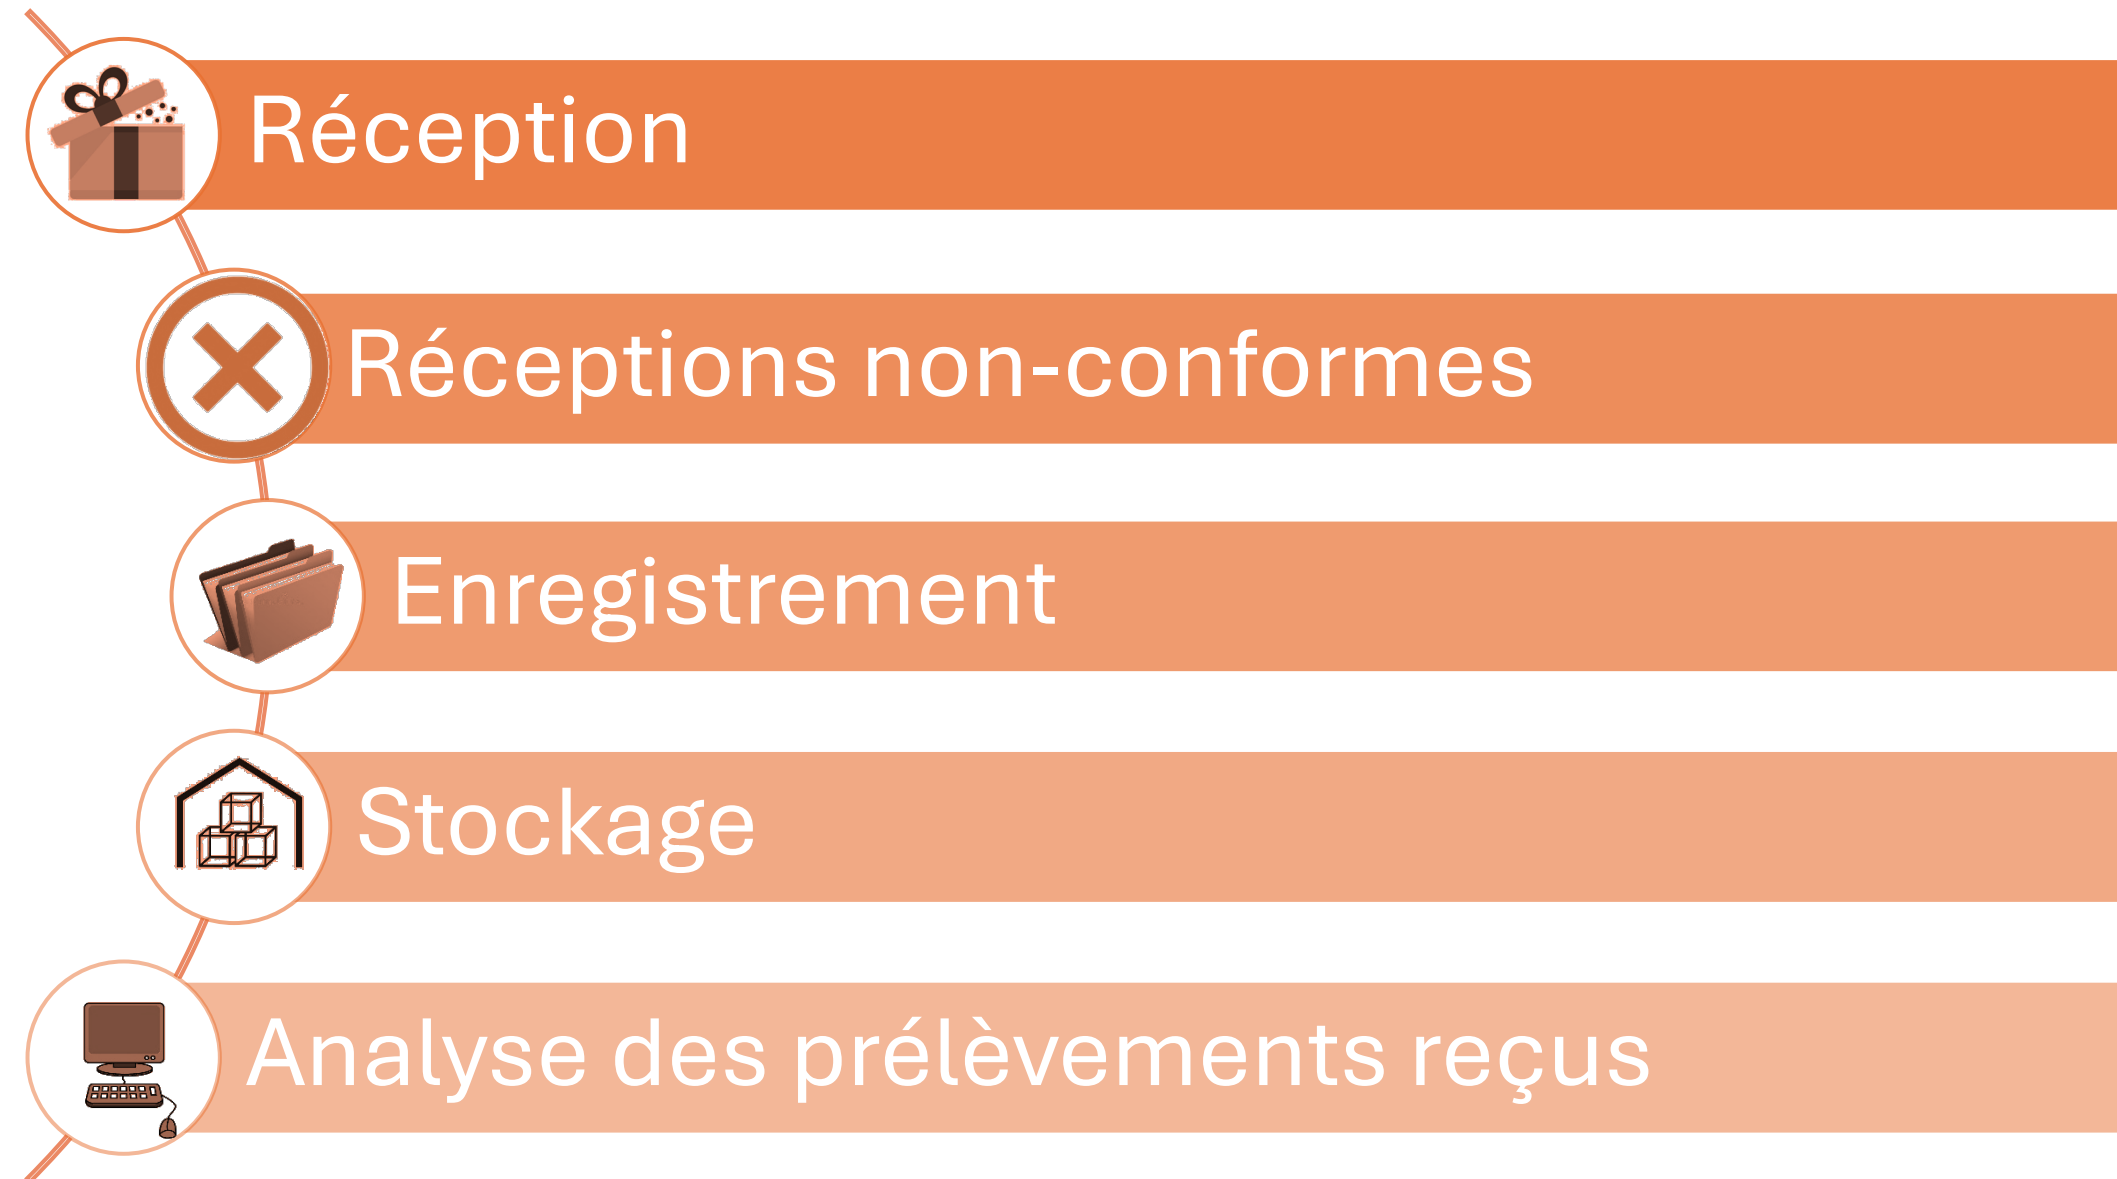 Réception
Réceptions non-conformes
Enregistrement
Stockage
Analyse des prélèvements reçus